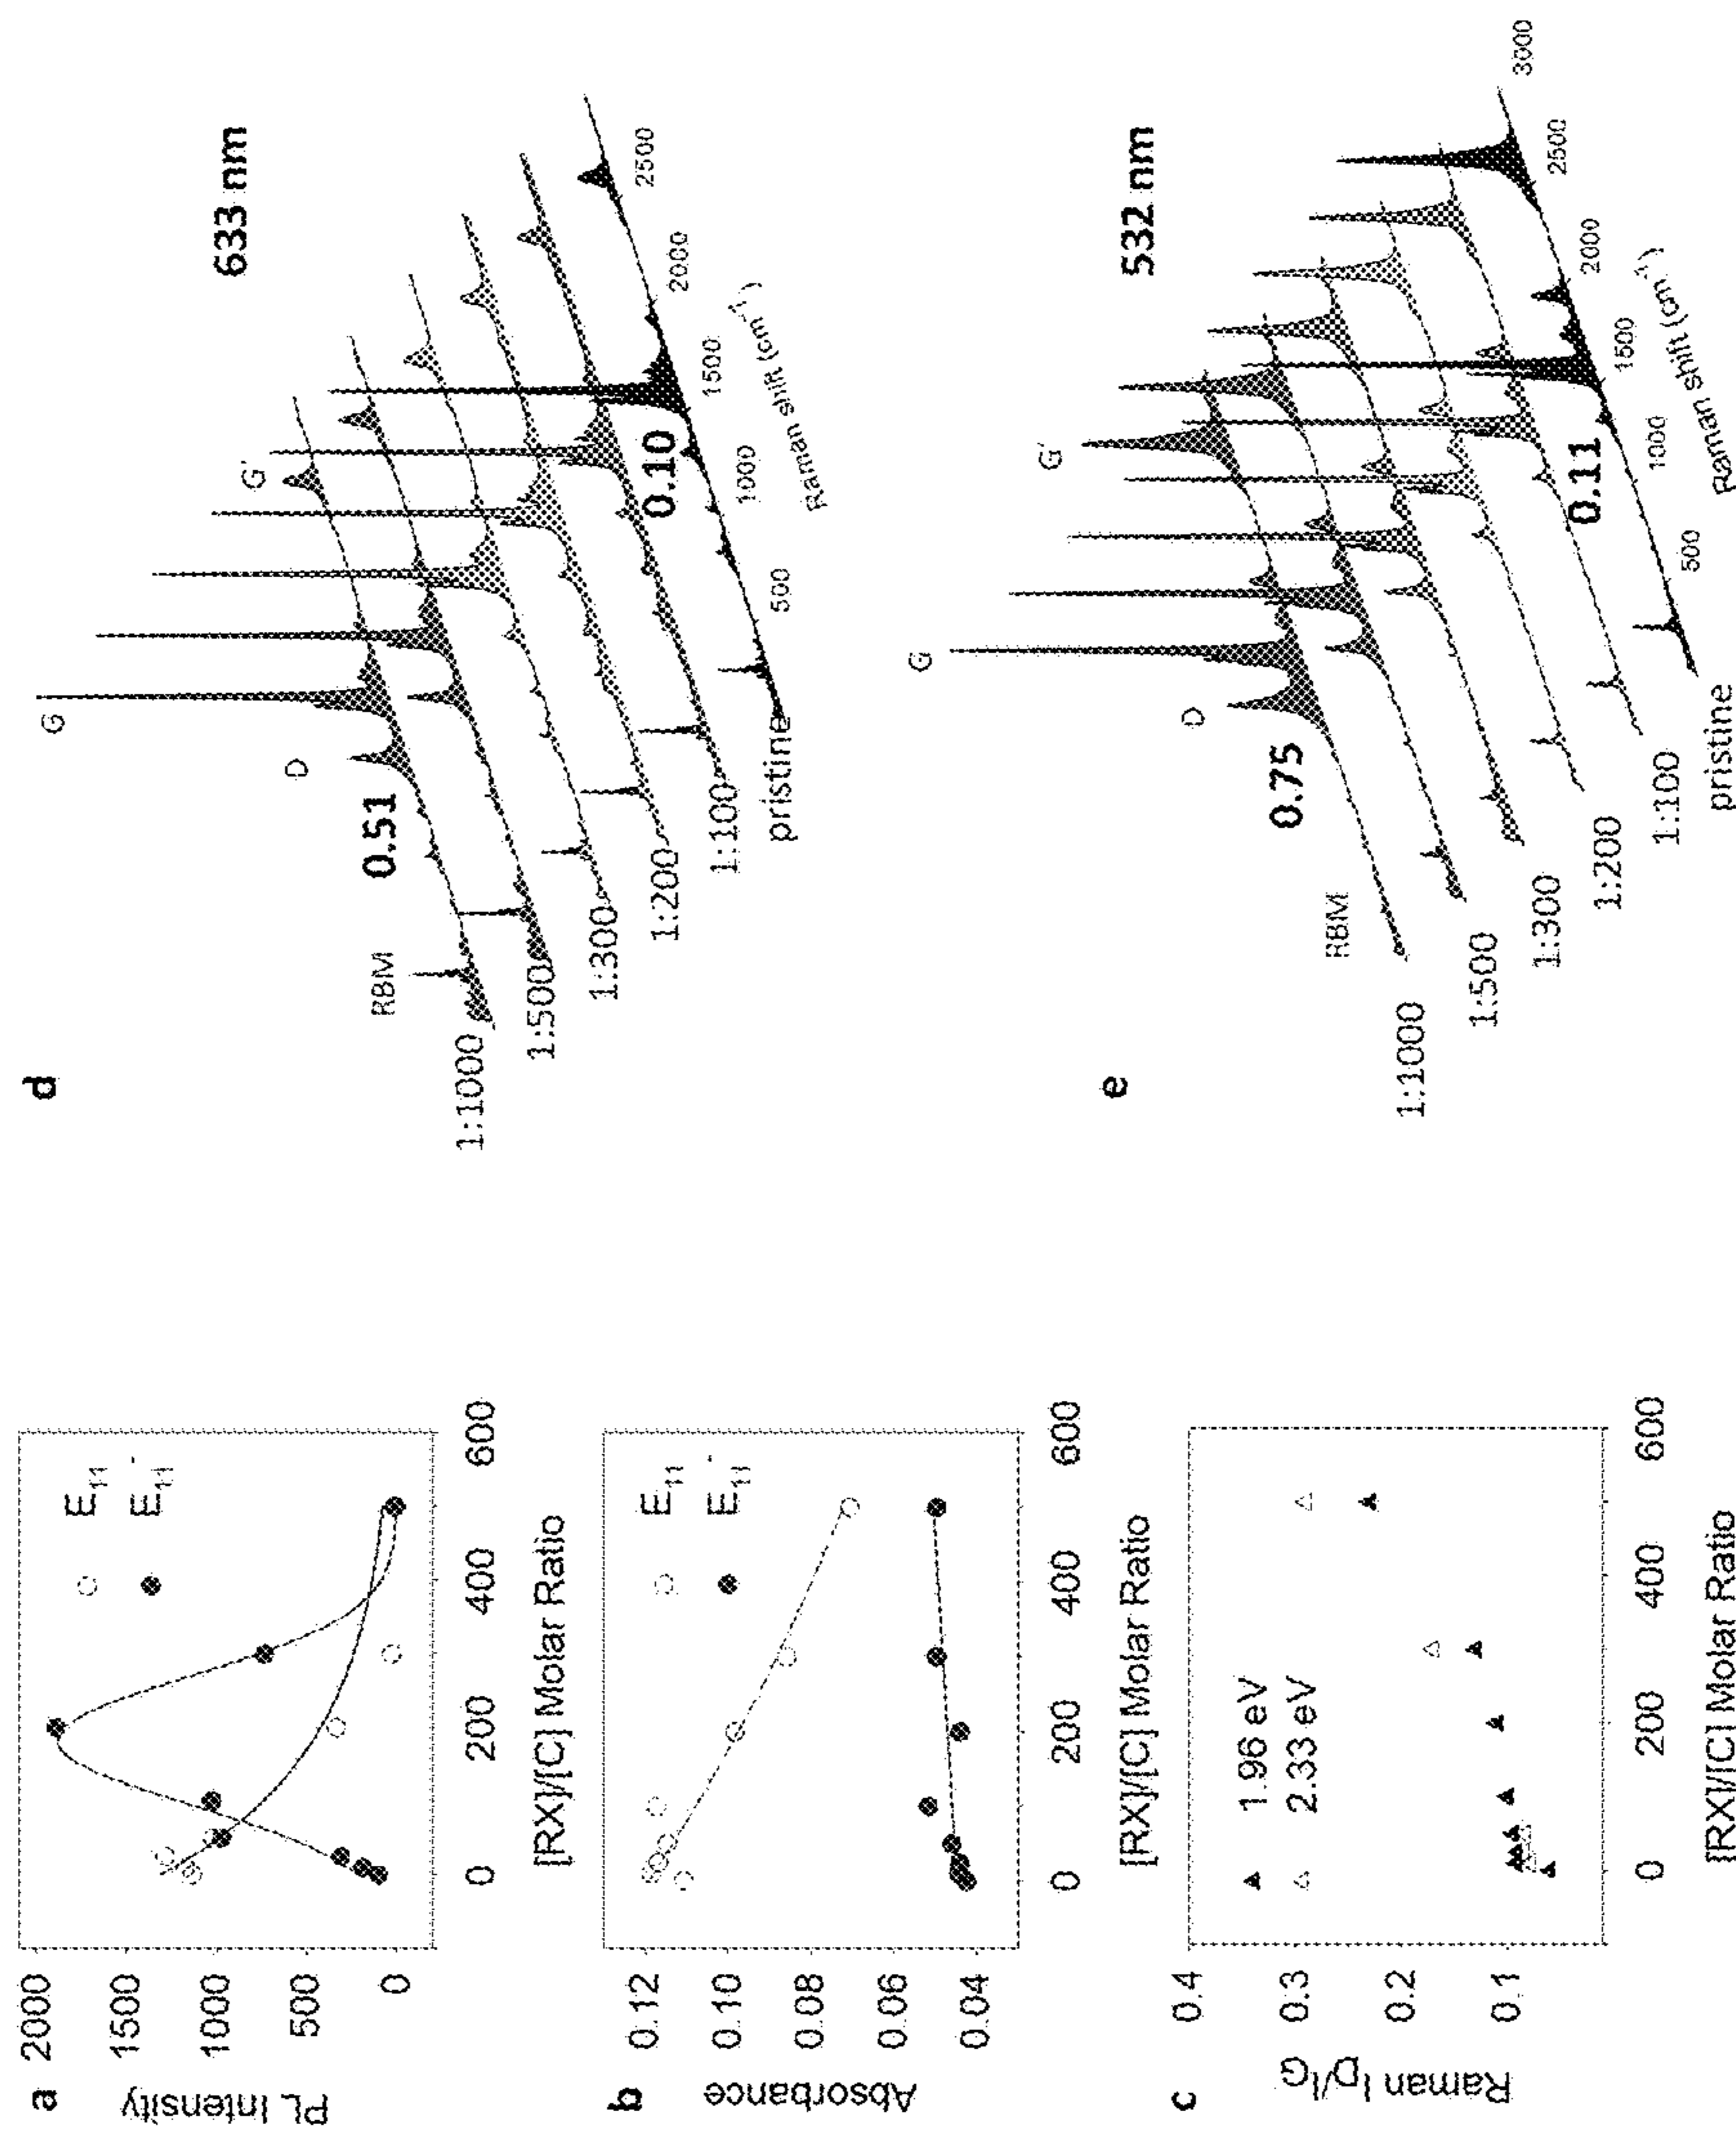 a
PL Intensity
2000
1500
1000
500
0
E11
E11*
0 200 400 600
[RX]/[C] Molar Ratio
b
Absorbance
0.12
0.10
0.08
0.06
0.04
E11
E11*
0 200 400 600
[RX]/[C] Molar Ratio
c
Raman ID/IG
0.4
0.3
0.2
0.1
1.96 eV
2.33 eV
0 200 400 600
[RX]/[C] Molar Ratio
d
633 nm
G
D
G'
RBM
0.51
0.10
1:1000
1:500
1:300
1:200
1:100
pristine
500 1000 1500 2000 2500
Raman shift (cm-1)
e
532 nm
G
D
G'
RBM
0.75
0.11
1:1000
1:500
1:300
1:200
1:100
pristine
500 1000 1500 2000 2500 3000
Raman shift (cm-1)